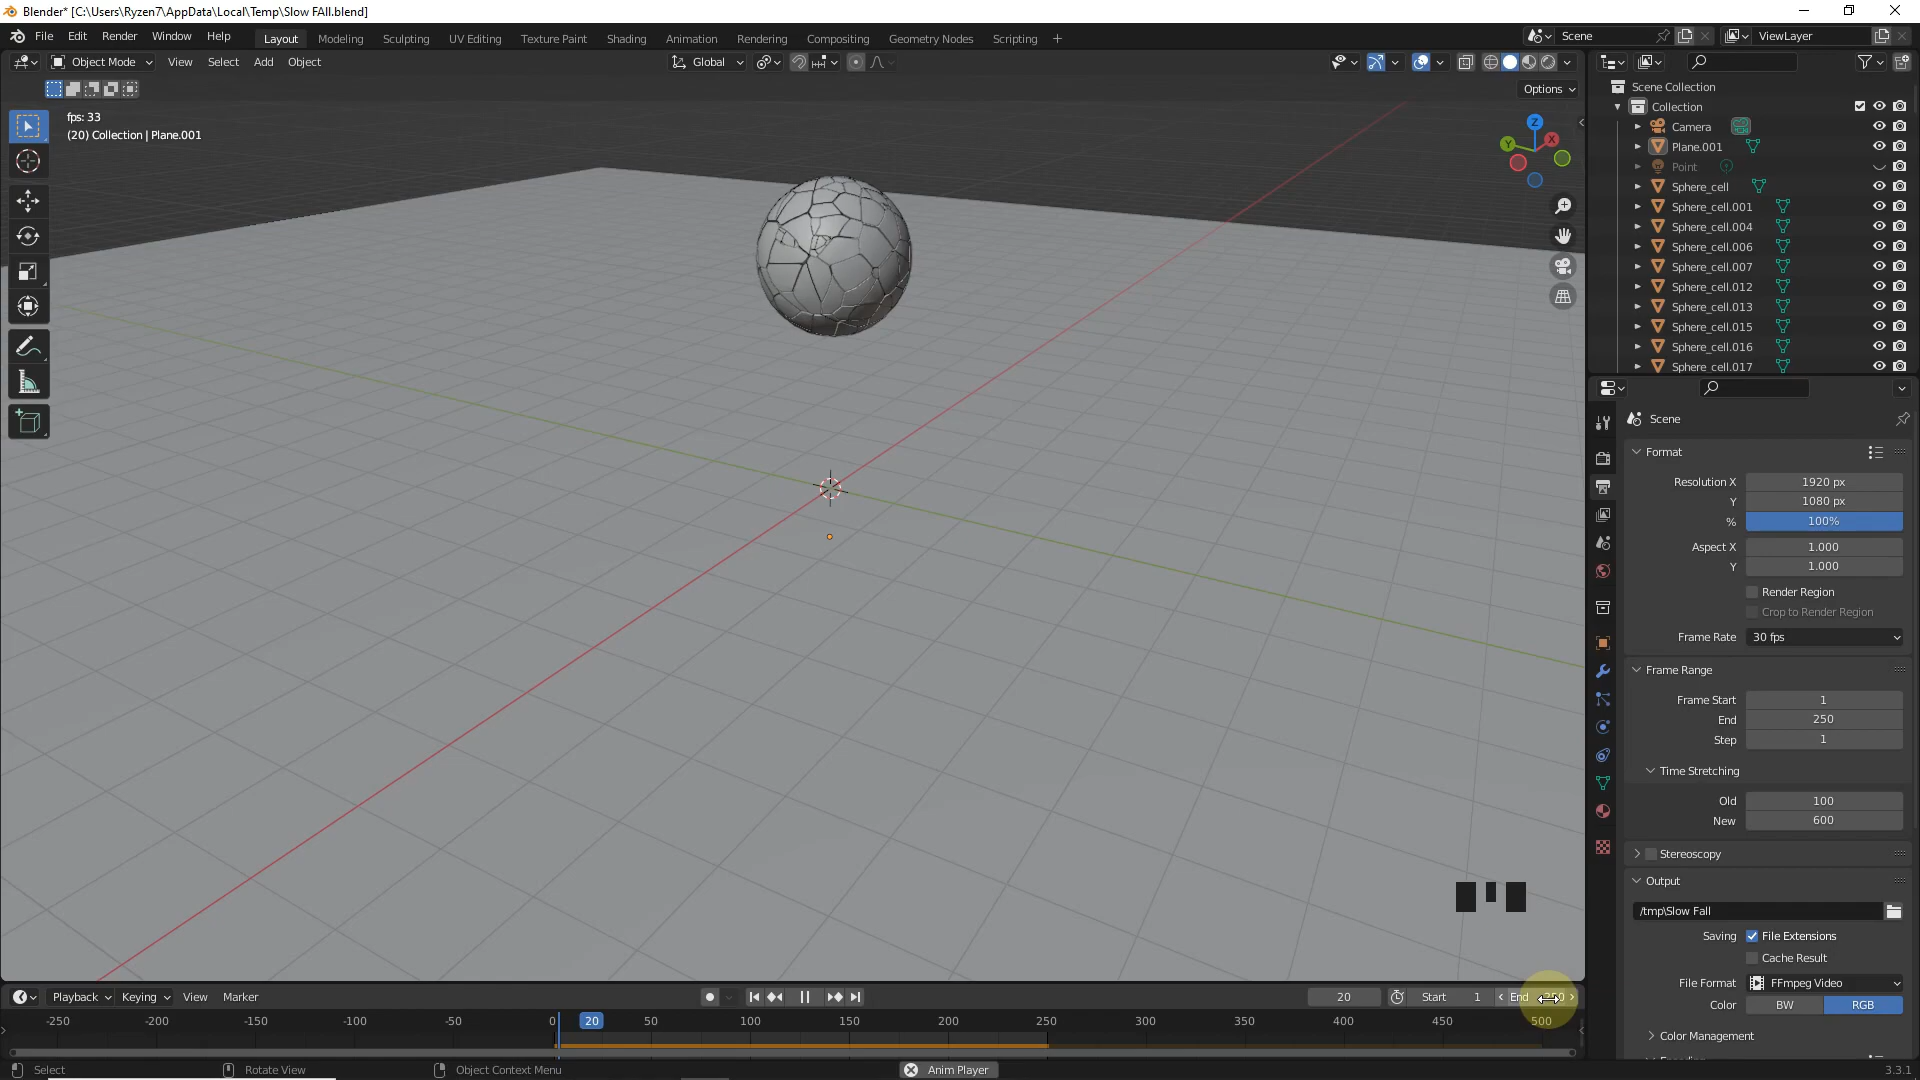 Blender* [C:\Users\Ryzen7\AppData\Local\Temp\Slow FAll.blend]
File Edit Render Window Help Layout Modeling Sculpting UV Editing Texture Paint Shading Animation Rendering Compositing Geometry Nodes Scripting + Scene ViewLayer
Object Mode View Select Add Object Global
Options
fps: 33
(20) Collection | Plane.001
Z
X
Y
Scene Collection
Collection
Camera
Plane.001
Point
Sphere_cell
Sphere_cell.001
Sphere_cell.004
Sphere_cell.006
Sphere_cell.007
Sphere_cell.012
Sphere_cell.013
Sphere_cell.015
Sphere_cell.016
Sphere_cell.017
Scene
Format
Resolution X 1920 px
Y 1080 px
% 100%
Aspect X 1.000
Y 1.000
Render Region
Crop to Render Region
Frame Rate 30 fps
Frame Range
Frame Start 1
End 250
Step 1
Time Stretching
Old 100
New 600
Stereoscopy
Output
/tmp\Slow Fall
Saving File Extensions
Cache Result
File Format FFmpeg Video
Color BW RGB
Color Management
Playback Keying View Marker 20 Start 1 End 250
-250 -200 -150 -100 -50 0 20 50 100 150 200 250 300 350 400 450 500
Select Rotate View Object Context Menu Anim Player 3.3.1